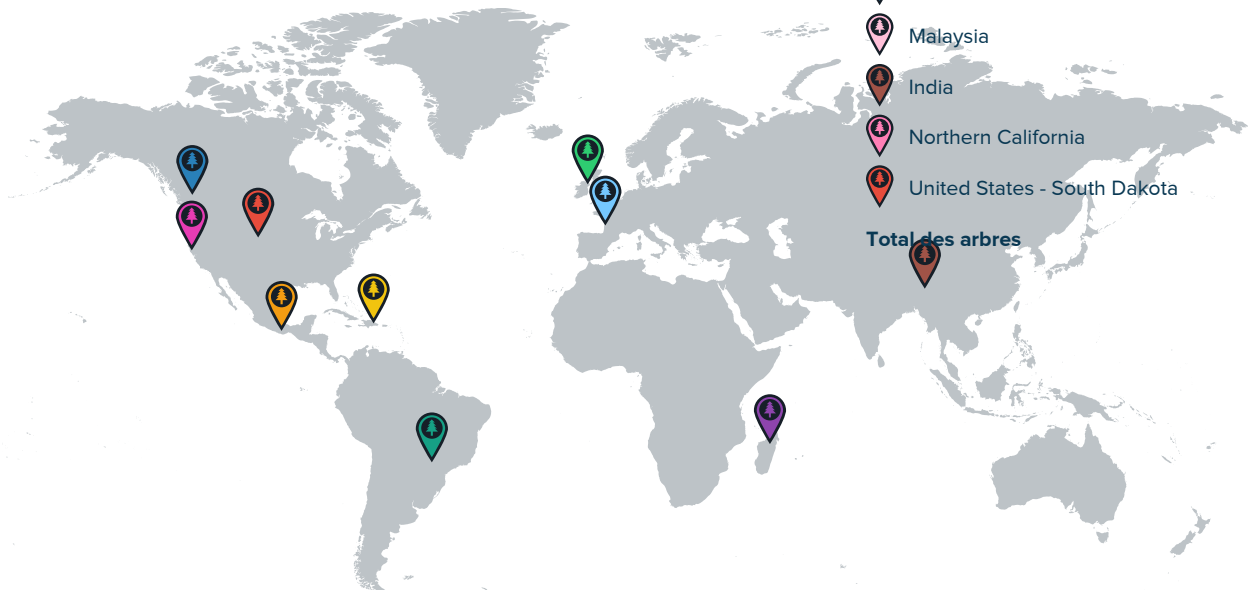 Malaysia
India
Northern California
United States - South Dakota
Total des arbres